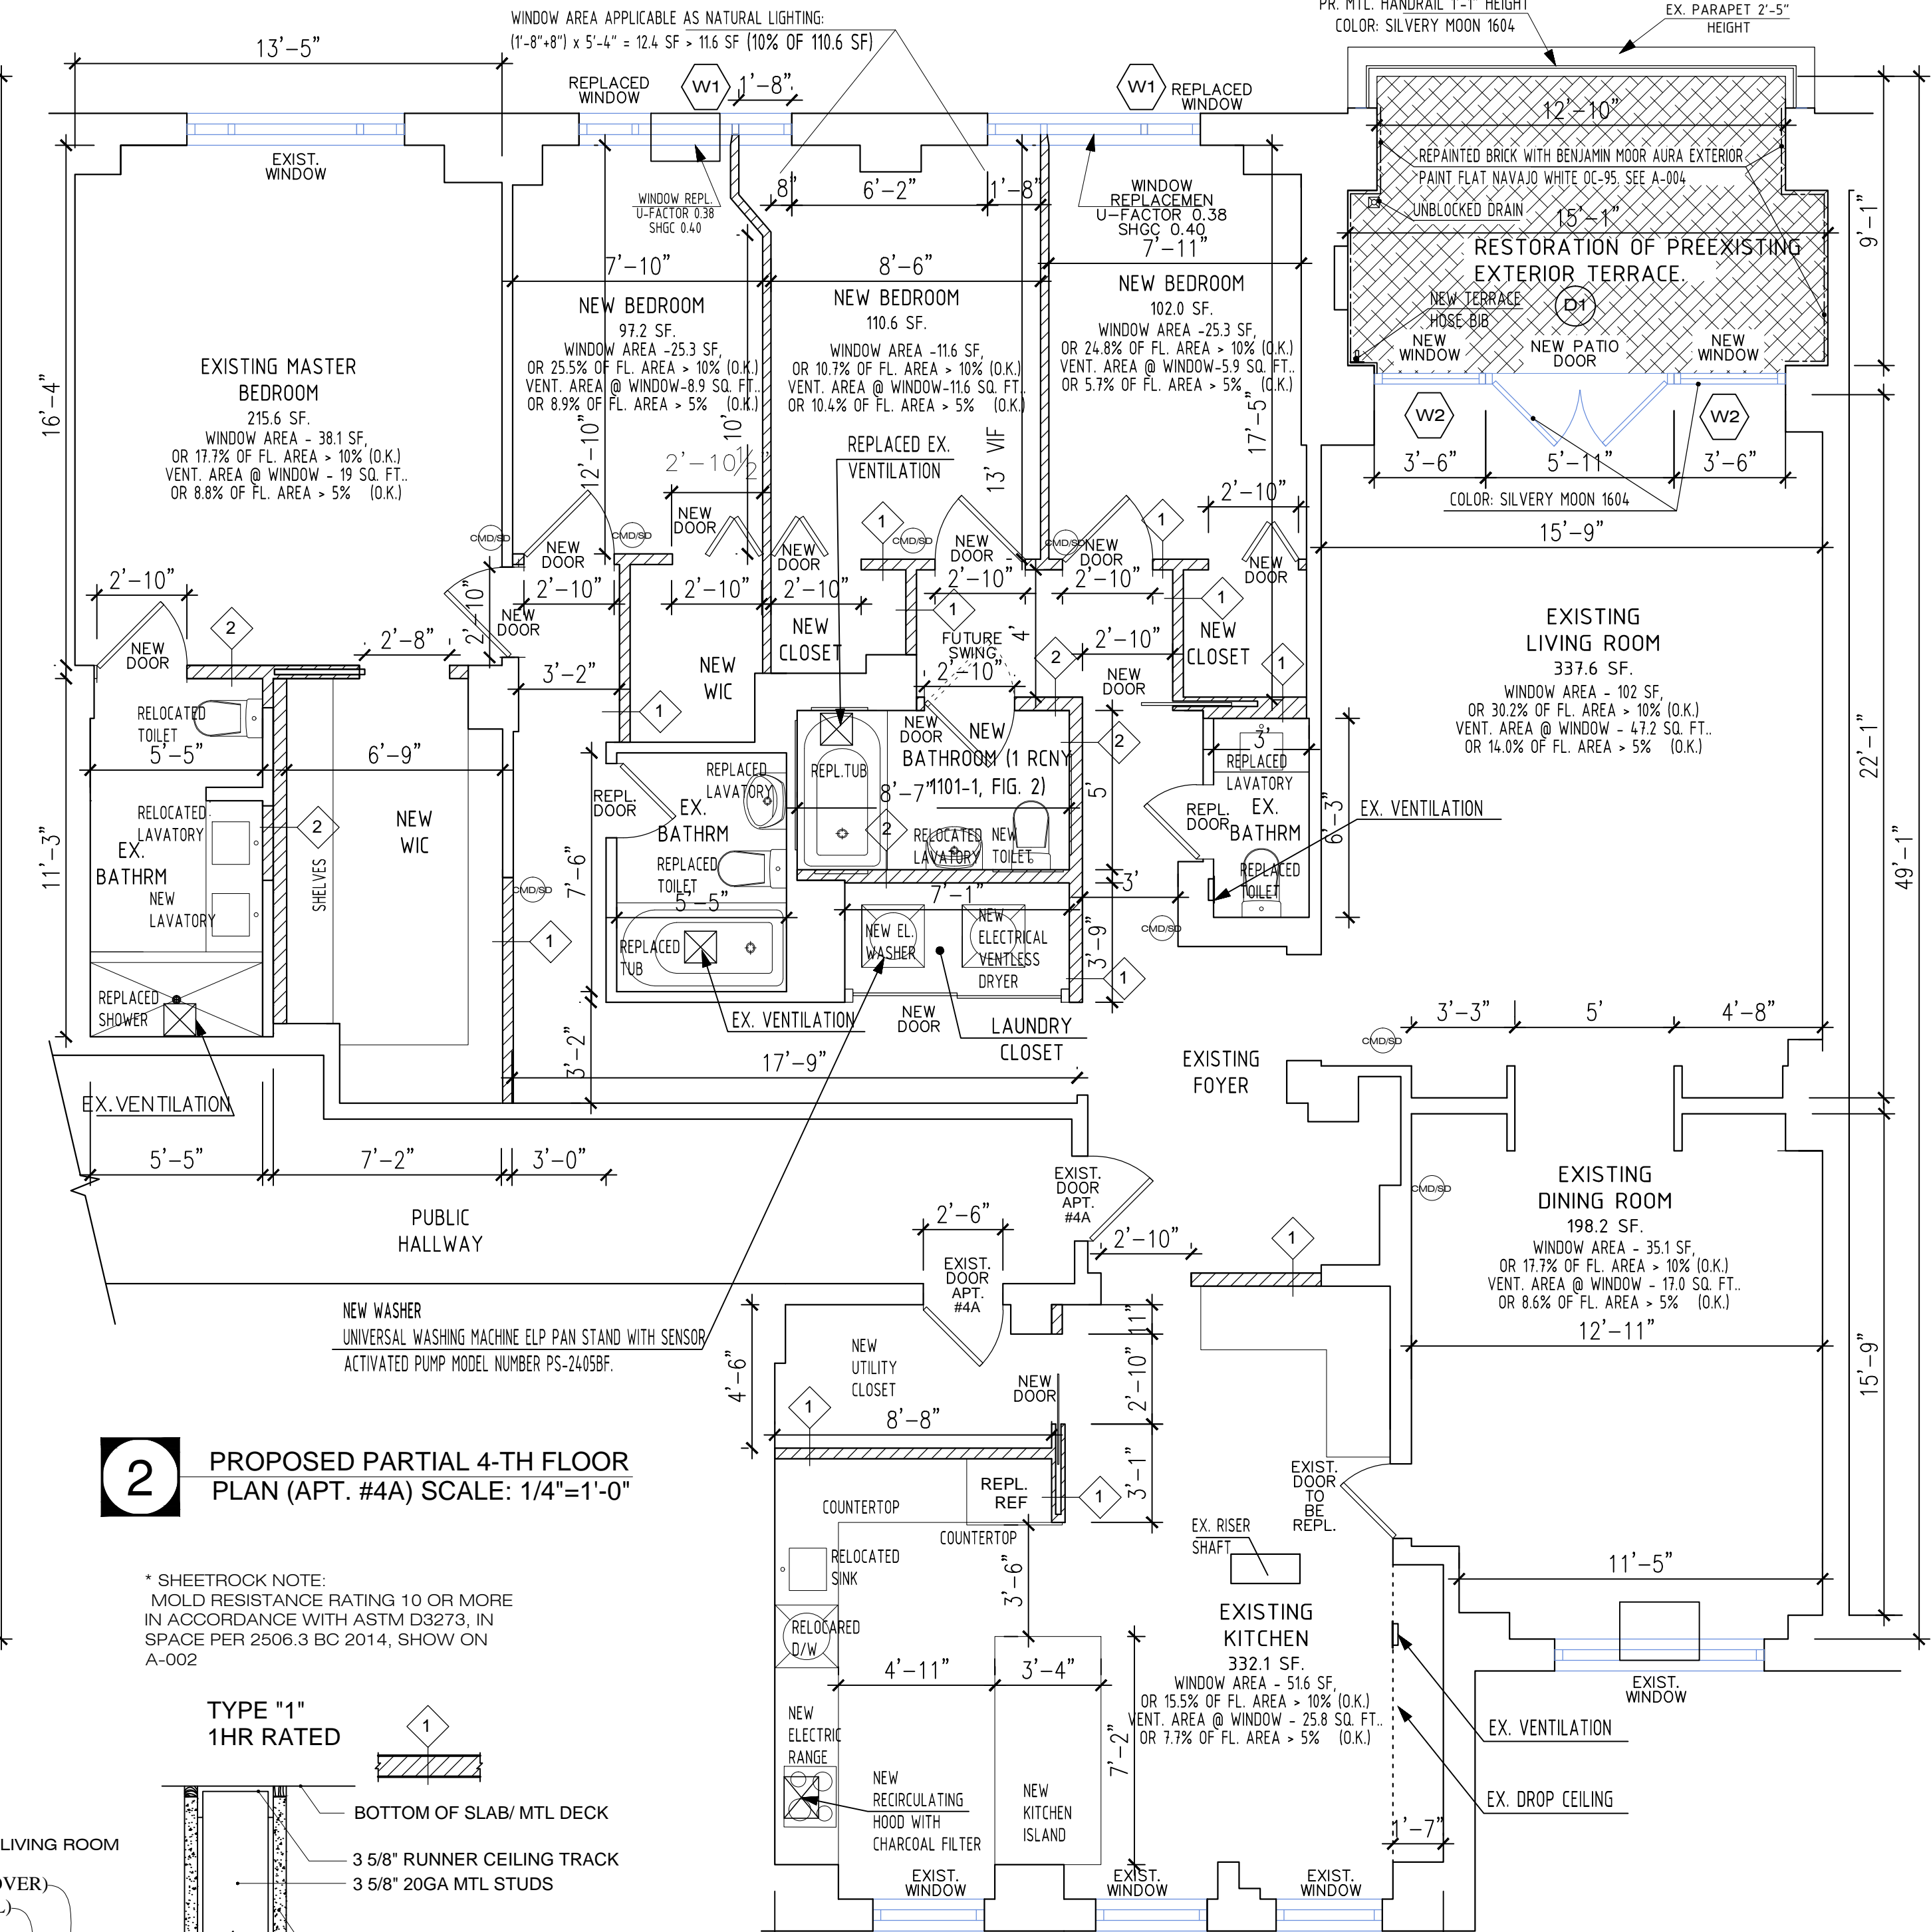 WINDOW AREA APPLICABLE AS NATURAL LIGHTING:
(1'-8"+8") x 5'-4" = 12.4 SF > 11.6 SF (10% OF 110.6 SF)
PR. MTL. HANDRAIL 1'-1" HEIGHT
COLOR: SILVERY MOON 1604
EX. PARAPET 2'-5"
HEIGHT
13'-5"
REPLACED
WINDOW
W1
1'-8"
W1
REPLACED
WINDOW
EXIST.
WINDOW
12'-10"
REPAINTED BRICK WITH BENJAMIN MOOR AURA EXTERIOR
PAINT FLAT NAVAJO WHITE OC-95. SEE A-004
UNBLOCKED DRAIN
15'-1"
RESTORATION OF PREEXISTING
EXTERIOR TERRACE.
NEW TERRACE
HOSE BIB
D1
NEW
WINDOW
NEW PATIO
DOOR
NEW
WINDOW
9'-1"
WINDOW REPL.
U-FACTOR 0.38
SHGC 0.40
8"
6'-2"
1'-8"
WINDOW
REPLACEMEN
U-FACTOR 0.38
SHGC 0.40
7'-10"
8'-6"
7'-11"
NEW BEDROOM
97.2 SF.
WINDOW AREA -25.3 SF,
OR 25.5% OF FL. AREA > 10% (O.K.)
VENT. AREA @ WINDOW-8.9 SQ. FT..
OR 8.9% OF FL. AREA > 5% (O.K.)
NEW BEDROOM
110.6 SF.
WINDOW AREA -11.6 SF,
OR 10.7% OF FL. AREA > 10% (O.K.)
VENT. AREA @ WINDOW-11.6 SQ. FT..
OR 10.4% OF FL. AREA > 5% (O.K.)
NEW BEDROOM
102.0 SF.
WINDOW AREA -25.3 SF,
OR 24.8% OF FL. AREA > 10% (O.K.)
VENT. AREA @ WINDOW-5.9 SQ. FT..
OR 5.7% OF FL. AREA > 5% (O.K.)
EXISTING MASTER
BEDROOM
215.6 SF.
WINDOW AREA - 38.1 SF,
OR 17.7% OF FL. AREA > 10% (O.K.)
VENT. AREA @ WINDOW - 19 SQ. FT..
OR 8.8% OF FL. AREA > 5% (O.K.)
16'-4"
12'-10"
10'
2'-10½"
13' VIF
17'-5"
REPLACED EX.
VENTILATION
W2
W2
3'-6"
5'-11"
3'-6"
COLOR: SILVERY MOON 1604
15'-9"
2'-10"
CMD/SD
CMD/SD
CMD/SD
CMD/SD
NEW
DOOR
NEW
DOOR
NEW
DOOR
NEW
DOOR
NEW
DOOR
NEW
DOOR
1
1
2'-10"
2'-10"
2'-10"
2'-10"
2'-10"
2'-10"
2'-10"
NEW
DOOR
NEW
DOOR
2
2'-8"
3'-2"
NEW
WIC
NEW
CLOSET
1
1
FUTURE
SWING
2'-10"
4'
2
2'-10"
NEW
CLOSET
1
NEW
DOOR
1
EXISTING
LIVING ROOM
337.6 SF.
WINDOW AREA - 102 SF,
OR 30.2% OF FL. AREA > 10% (O.K.)
VENT. AREA @ WINDOW - 47.2 SQ. FT..
OR 14.0% OF FL. AREA > 5% (O.K.)
22'-1"
49'-1"
RELOCATED
TOILET
5'-5"
6'-9"
RELOCATED
LAVATORY
EX.
BATHRM
NEW
LAVATORY
2
NEW
WIC
SHELVES
11'-3"
REPLACED
SHOWER
EX.VENTILATION
CMD/SD
1
REPL.
DOOR
7'-6"
REPLACED
LAVATORY
EX.
BATHRM
REPLACED
TOILET
5'-5"
REPLACED
TUB
EX. VENTILATION
REPL.TUB
NEW
DOOR
NEW
BATHROOM (1 RCNY
1101-1, FIG. 2)
8'-7"
2
2
RELOCATED
LAVATORY
NEW
TOILET
5'
7'-1"
NEW EL.
WASHER
NEW
ELECTRICAL
VENTLESS
DRYER
3'-9"
1
3'
NEW
DOOR
LAUNDRY
CLOSET
3'
REPLACED
LAVATORY
REPL.
DOOR
EX.
BATHRM
REPLACED
TOILET
6'-3"
EX. VENTILATION
CMD/SD
3'-2"
17'-9"
EXISTING
FOYER
CMD/SD
3'-3"
5'
4'-8"
5'-5"
7'-2"
3'-0"
PUBLIC
HALLWAY
2'-6"
EXIST.
DOOR
APT.
#4A
EXIST.
DOOR
APT.
#4A
2'-10"
1
CMD/SD
EXISTING
DINING ROOM
198.2 SF.
WINDOW AREA - 35.1 SF,
OR 17.7% OF FL. AREA > 10% (O.K.)
VENT. AREA @ WINDOW - 17.0 SQ. FT..
OR 8.6% OF FL. AREA > 5% (O.K.)
12'-11"
15'-9"
NEW WASHER
UNIVERSAL WASHING MACHINE ELP PAN STAND WITH SENSOR
ACTIVATED PUMP MODEL NUMBER PS-2405BF.
4'-6"
NEW
UTILITY
CLOSET
11"
2'-10"
NEW
DOOR
1
8'-8"
3'-1"
2
PROPOSED PARTIAL 4-TH FLOOR
PLAN (APT. #4A) SCALE: 1/4"=1'-0"
REPL.
REF
1
COUNTERTOP
COUNTERTOP
EX. RISER
SHAFT
EXIST.
DOOR
TO
BE
REPL.
RELOCATED
SINK
3'-6"
RELOCARED
D/W
11'-5"
* SHEETROCK NOTE:
MOLD RESISTANCE RATING 10 OR MORE
IN ACCORDANCE WITH ASTM D3273, IN
SPACE PER 2506.3 BC 2014, SHOW ON
A-002
EXISTING
KITCHEN
332.1 SF.
WINDOW AREA - 51.6 SF,
OR 15.5% OF FL. AREA > 10% (O.K.)
VENT. AREA @ WINDOW - 25.8 SQ. FT..
OR 7.7% OF FL. AREA > 5% (O.K.)
4'-11"
3'-4"
7'-2"
EXIST.
WINDOW
EX. VENTILATION
EX. DROP CEILING
1'-7"
NEW
ELECTRIC
RANGE
NEW
RECIRCULATING
HOOD WITH
CHARCOAL FILTER
NEW
KITCHEN
ISLAND
EXIST.
WINDOW
EXIST.
WINDOW
EXIST.
WINDOW
TYPE "1"
1HR RATED
1
BOTTOM OF SLAB/ MTL DECK
3 5/8" RUNNER CEILING TRACK
3 5/8" 20GA MTL STUDS
LIVING ROOM
OVER)